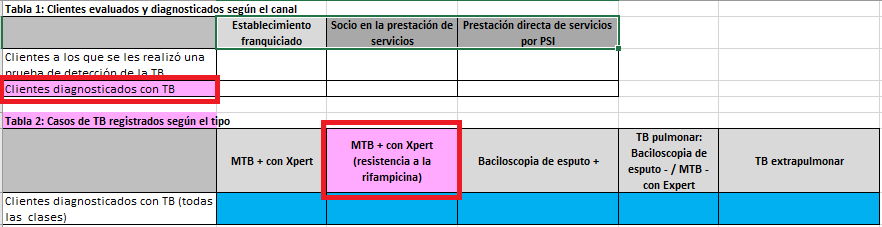 Tabla 1: Clientes evaluados y diagnosticados según el canal
Establecimiento
franquiciado
Socio en la prestación de
servicios
Prestación directa de servicios
por PSI
Clientes a los que se les realizó una
prueba de detección de la TB
Clientes diagnosticados con TB
Tabla 2: Casos de TB registrados según el tipo
MTB + con Xpert
MTB + con Xpert
(resistencia a la
rifampicina)
Baciloscopia de esputo +
TB pulmonar:
Baciloscopia de
esputo - / MTB -
con Expert
TB extrapulmonar
Clientes diagnosticados con TB (todas
las clases)